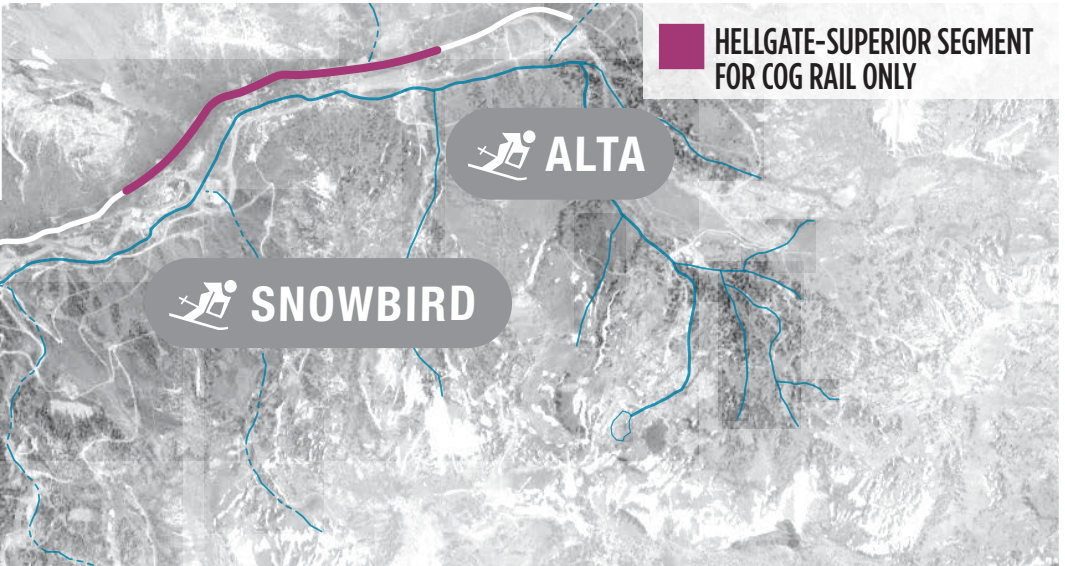 HELLGATE-SUPERIOR SEGMENT
FOR COG RAIL ONLY
ALTA
SNOWBIRD